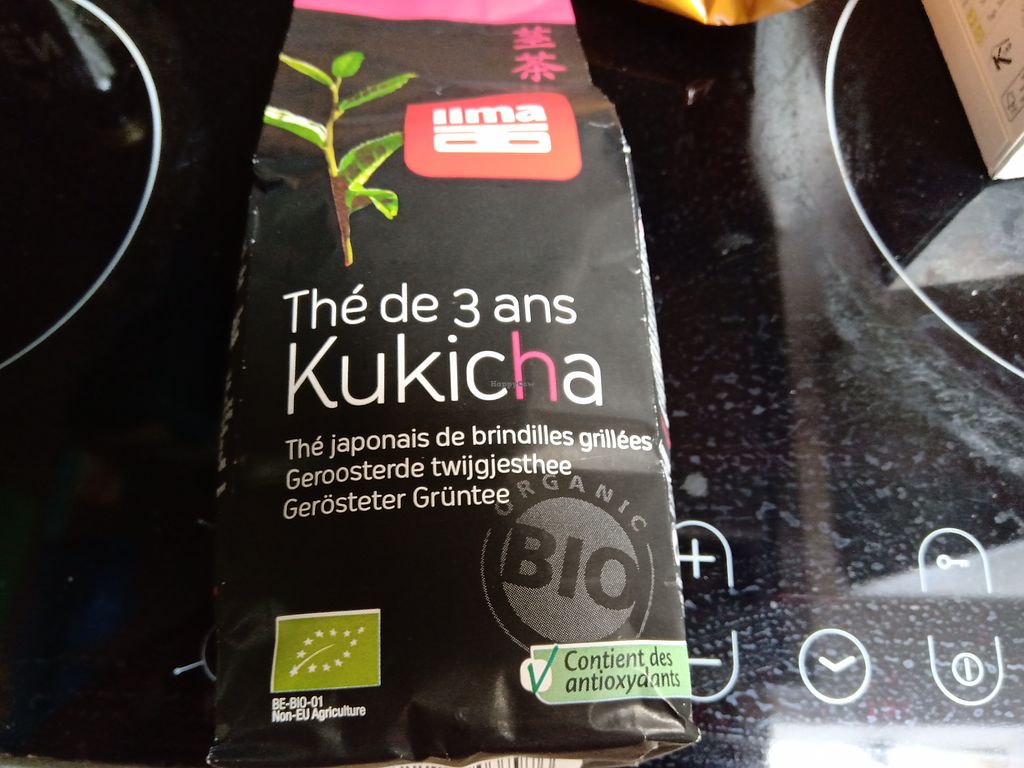 茎
茶
lima
Thé de 3 ans
Kukicha
HappyCow
Thé japonais de brindilles grillées
Geroosterde twijgjesthee
Gerösteter Grüntee
ORGANIC
BIO
Contient des
antioxydants
BE-BIO-01
Non-EU Agriculture